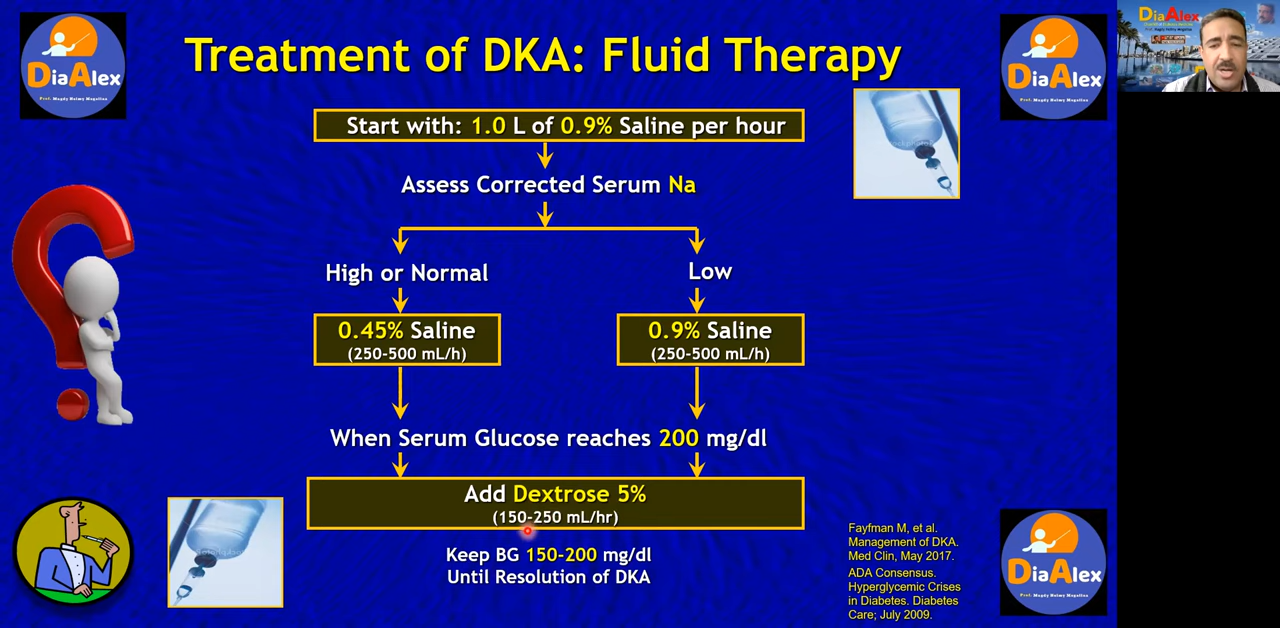 Treatment of DKA: Fluid Therapy
DiaAlex
Prof. Magdy Helmy Megallaa
DiaAlex
Prof. Magdy Helmy Megallaa
DiaAlex
Start with: 1.0 L of 0.9% Saline per hour
Assess Corrected Serum Na
High or Normal
Low
0.45% Saline
(250-500 mL/h)
0.9% Saline
(250-500 mL/h)
When Serum Glucose reaches 200 mg/dl
Add Dextrose 5%
(150-250 mL/hr)
Keep BG 150-200 mg/dl
Until Resolution of DKA
Fayfman M, et al.
Management of DKA.
Med Clin, May 2017.
ADA Consensus.
Hyperglycemic Crises
in Diabetes. Diabetes
Care; July 2009.
DiaAlex
Prof. Magdy Helmy Megallaa